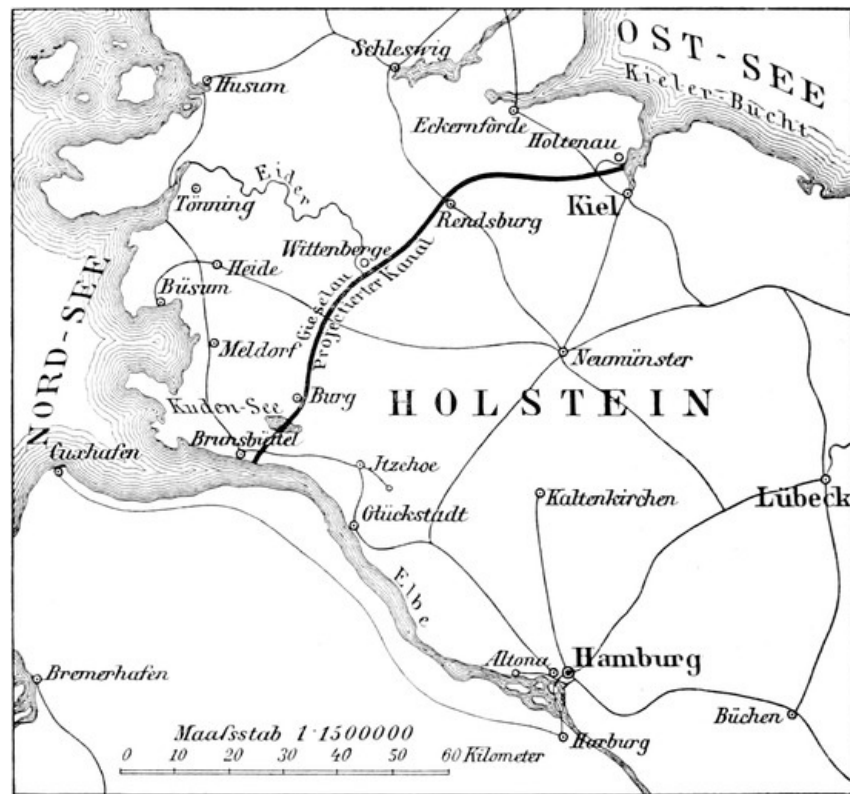 OST-SEE
Kieler-Bucht
Schleswig
Husum
Eckernförde
Holtenau
Eider
Tönning
Kiel
Rendsburg
Wittenberge
Heide
Büsum
Gieselau
Projectierter Kanal
NORD-SEE
Meldorf
Neumünster
Burg
HOLSTEIN
Kuden-See
Brunsbüttel
Cuxhafen
Jtzehoe
Kaltenkirchen
Lübeck
Glückstadt
Elbe
Altona
Hamburg
Bremerhafen
Büchen
Harburg
Maaſsstab 1:1500000
0 10 20 30 40 50 60 Kilometer